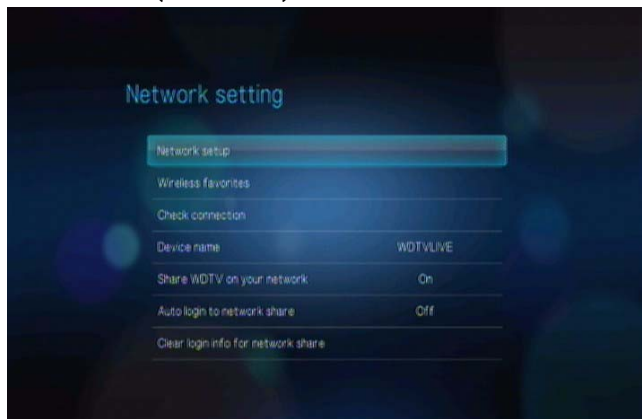 Network setting
Network setup
Wireless favorites
Check connection
Device name WDTVLIVE
Share WDTV on your network On
Auto login to network share Off
Clear login info for network share